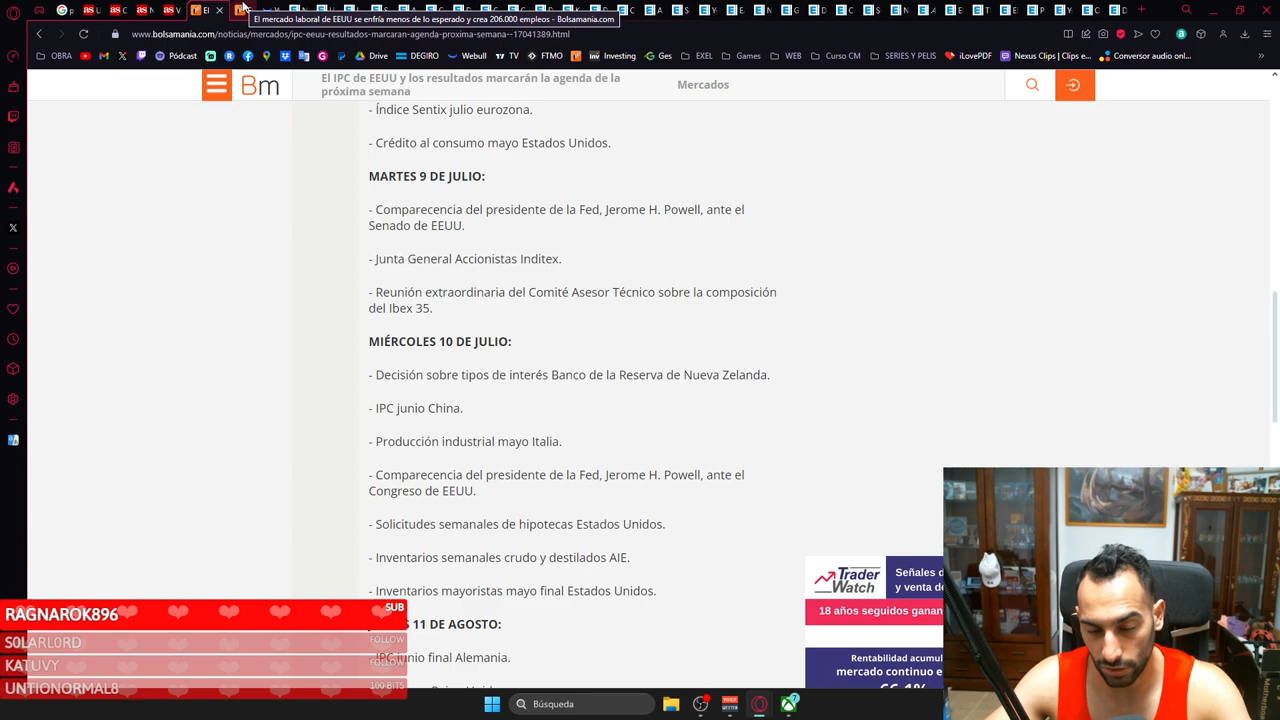 El mercado laboral de EEUU se enfría menos de lo esperado y crea 206.000 empleos - Bolsamania.com
www.bolsamania.com/noticias/mercados/ipc-eeuu-resultados-marcaran-agenda-proxima-semana--17041389.html
OBRA YouTube Gmail X Pódcast Drive DEGIRO Webull TV FTMO Investing Ges EXEL Games WEB Curso CM SERIES Y PELIS iLovePDF Nexus Clips | Clips e... Conversor audio onl...
Bm
El IPC de EEUU y los resultados marcarán la agenda de la
próxima semana
Mercados
- Índice Sentix julio eurozona.
- Crédito al consumo mayo Estados Unidos.
MARTES 9 DE JULIO:
- Comparecencia del presidente de la Fed, Jerome H. Powell, ante el
Senado de EEUU.
- Junta General Accionistas Inditex.
- Reunión extraordinaria del Comité Asesor Técnico sobre la composición
del Ibex 35.
MIÉRCOLES 10 DE JULIO:
- Decisión sobre tipos de interés Banco de la Reserva de Nueva Zelanda.
- IPC junio China.
- Producción industrial mayo Italia.
- Comparecencia del presidente de la Fed, Jerome H. Powell, ante el
Congreso de EEUU.
- Solicitudes semanales de hipotecas Estados Unidos.
- Inventarios semanales crudo y destilados AIE.
- Inventarios mayoristas mayo final Estados Unidos.
11 DE AGOSTO:
junio final Alemania.
Trader
Watch
Señales d
y venta de
18 años seguidos ganan
Rentabilidad acumul
mercado continuo e
RAGNAROK896 SUB
S0LARL0RD FOLLOW
KATUVY FOLLOW
UNTIONORMAL8 100 BITS
Búsqueda